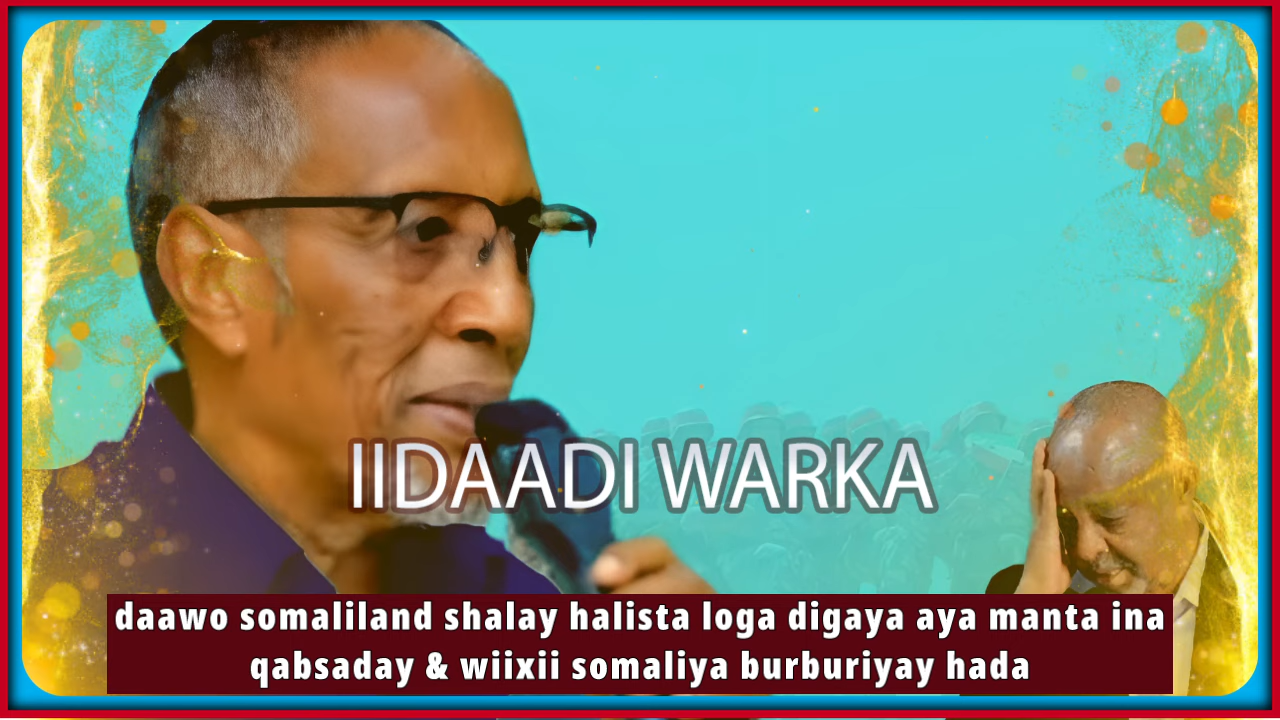 IIDAADI WARKA
daawo somaliland shalay halista loga digaya aya manta ina
qabsaday & wiixii somaliya burburiyay hada